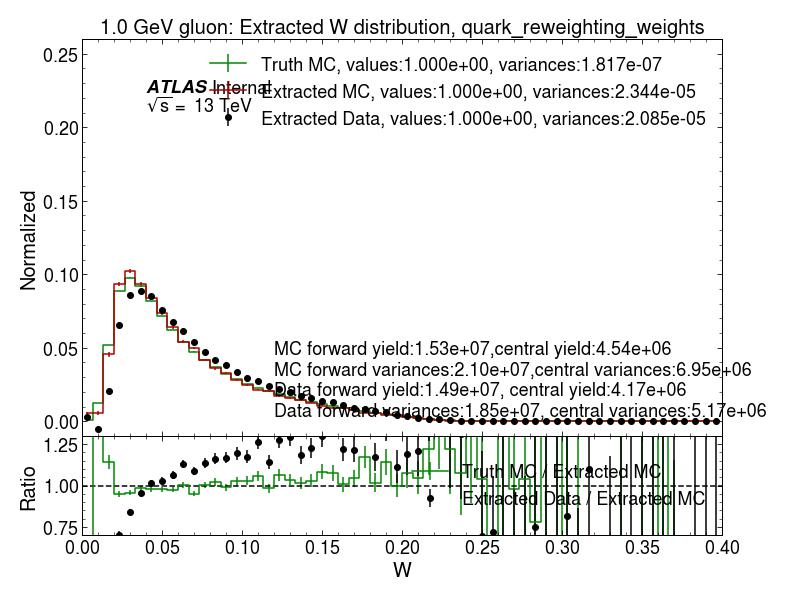 1.0 GeV gluon: Extracted W distribution, quark_reweighting_weights
Normalized
0.25
0.20
0.15
0.10
0.05
0.00
ATLAS Internal
√s = 13 TeV
Truth MC, values:1.000e+00, variances:1.817e-07
Extracted MC, values:1.000e+00, variances:2.344e-05
Extracted Data, values:1.000e+00, variances:2.085e-05
MC forward yield:1.53e+07,central yield:4.54e+06
MC forward variances:2.10e+07,central variances:6.95e+06
Data forward yield:1.49e+07, central yield:4.17e+06
Data forward variances:1.85e+07, central variances:5.17e+06
Ratio
1.25
1.00
0.75
Truth MC / Extracted MC
Extracted Data / Extracted MC
0.00 0.05 0.10 0.15 0.20 0.25 0.30 0.35 0.40
W